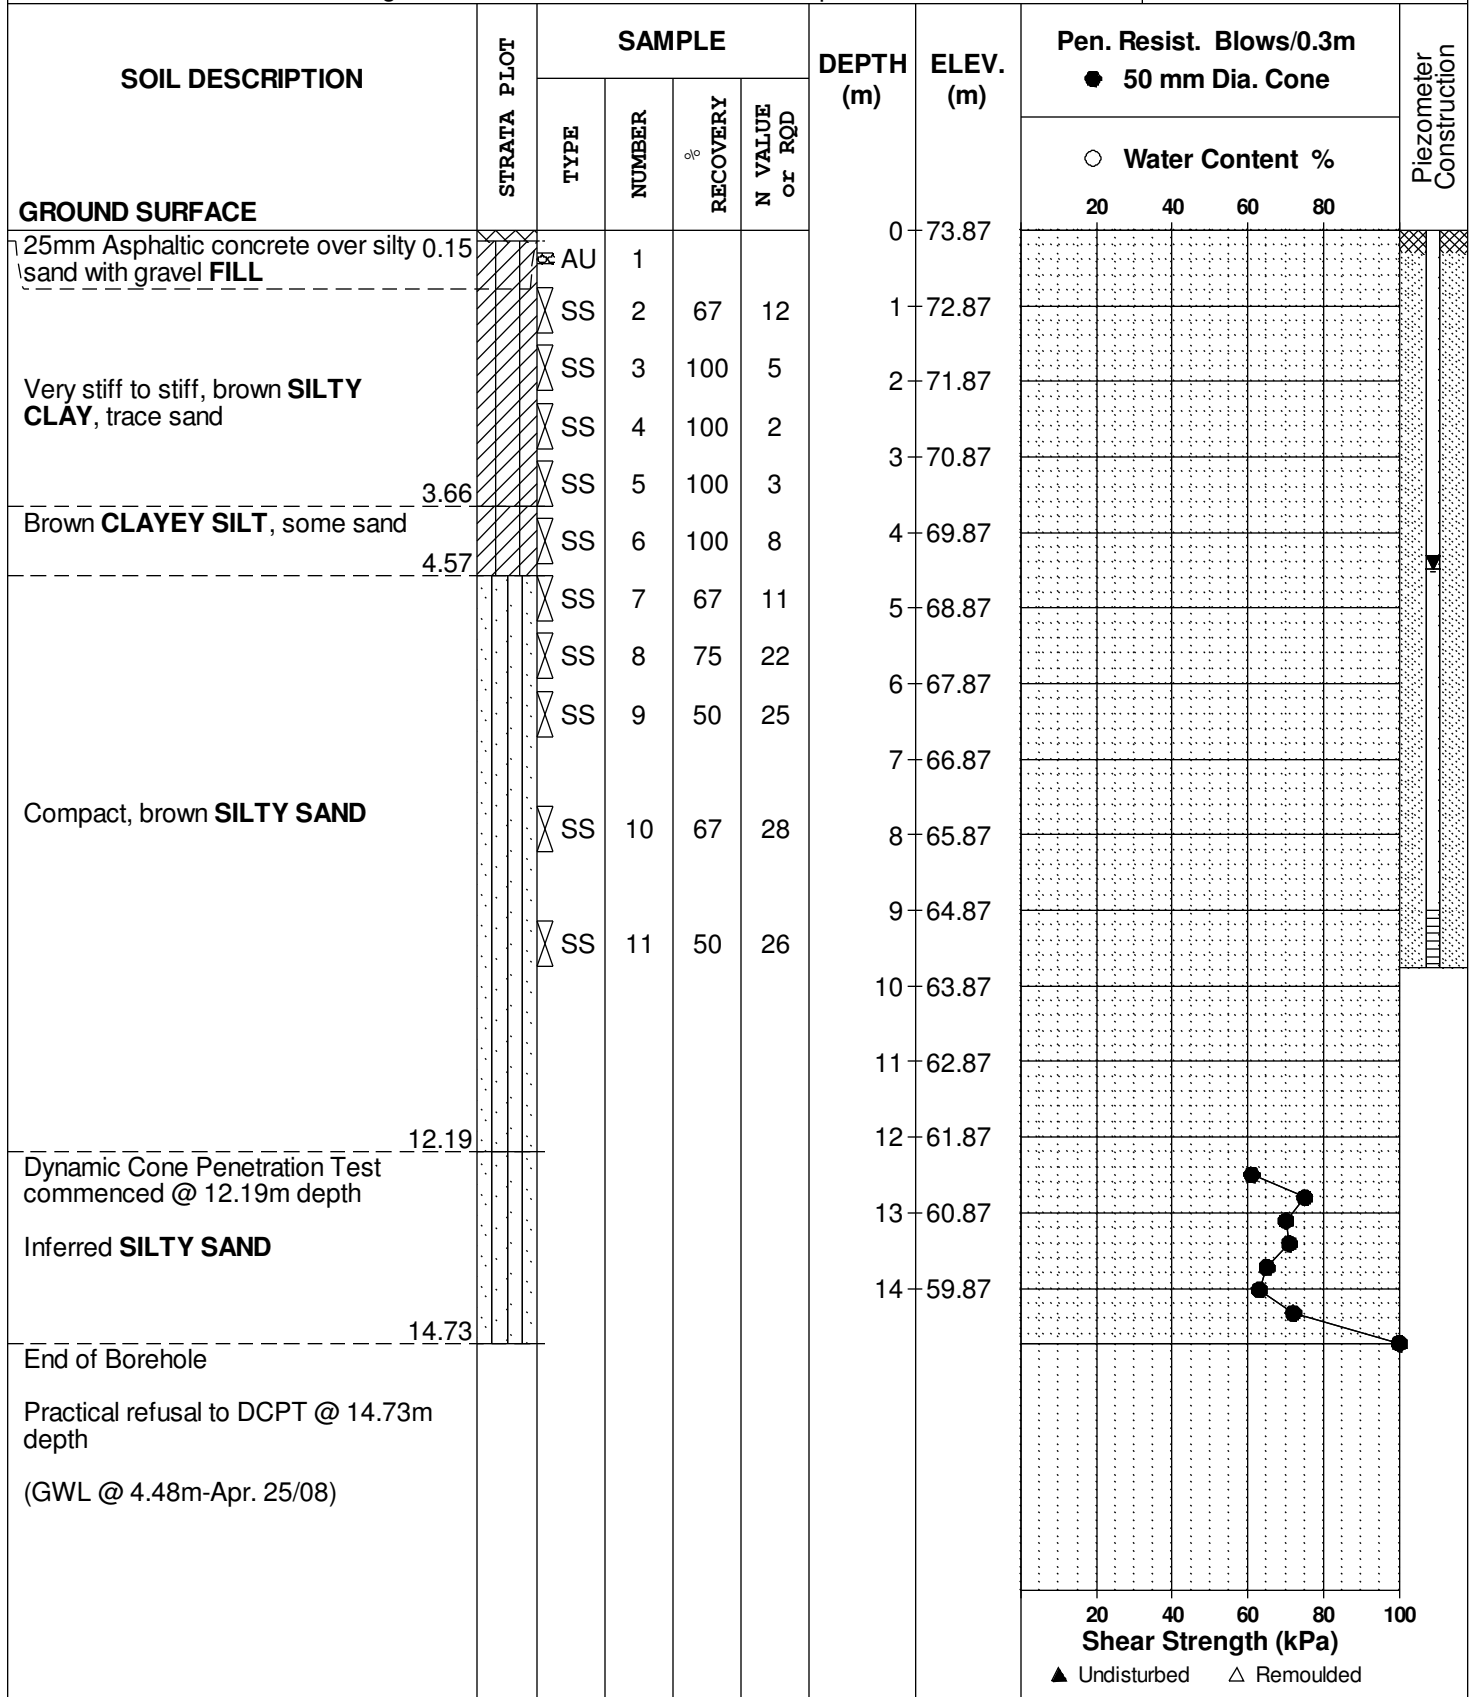 SOIL DESCRIPTION
GROUND SURFACE
STRATA PLOT
SAMPLE
TYPE
NUMBER
% RECOVERY
N VALUE or RQD
DEPTH (m)
ELEV. (m)
Pen. Resist. Blows/0.3m
● 50 mm Dia. Cone
○ Water Content %
20 40 60 80
Piezometer Construction
25mm Asphaltic concrete over silty 0.15
sand with gravel FILL
Very stiff to stiff, brown SILTY
CLAY, trace sand
3.66
Brown CLAYEY SILT, some sand
4.57
Compact, brown SILTY SAND
12.19
Dynamic Cone Penetration Test
commenced @ 12.19m depth
Inferred SILTY SAND
14.73
End of Borehole
Practical refusal to DCPT @ 14.73m
depth
(GWL @ 4.48m-Apr. 25/08)
AU 1
SS 2 67 12
SS 3 100 5
SS 4 100 2
SS 5 100 3
SS 6 100 8
SS 7 67 11
SS 8 75 22
SS 9 50 25
SS 10 67 28
SS 11 50 26
0 73.87
1 72.87
2 71.87
3 70.87
4 69.87
5 68.87
6 67.87
7 66.87
8 65.87
9 64.87
10 63.87
11 62.87
12 61.87
13 60.87
14 59.87
20 40 60 80 100
Shear Strength (kPa)
▲ Undisturbed △ Remoulded